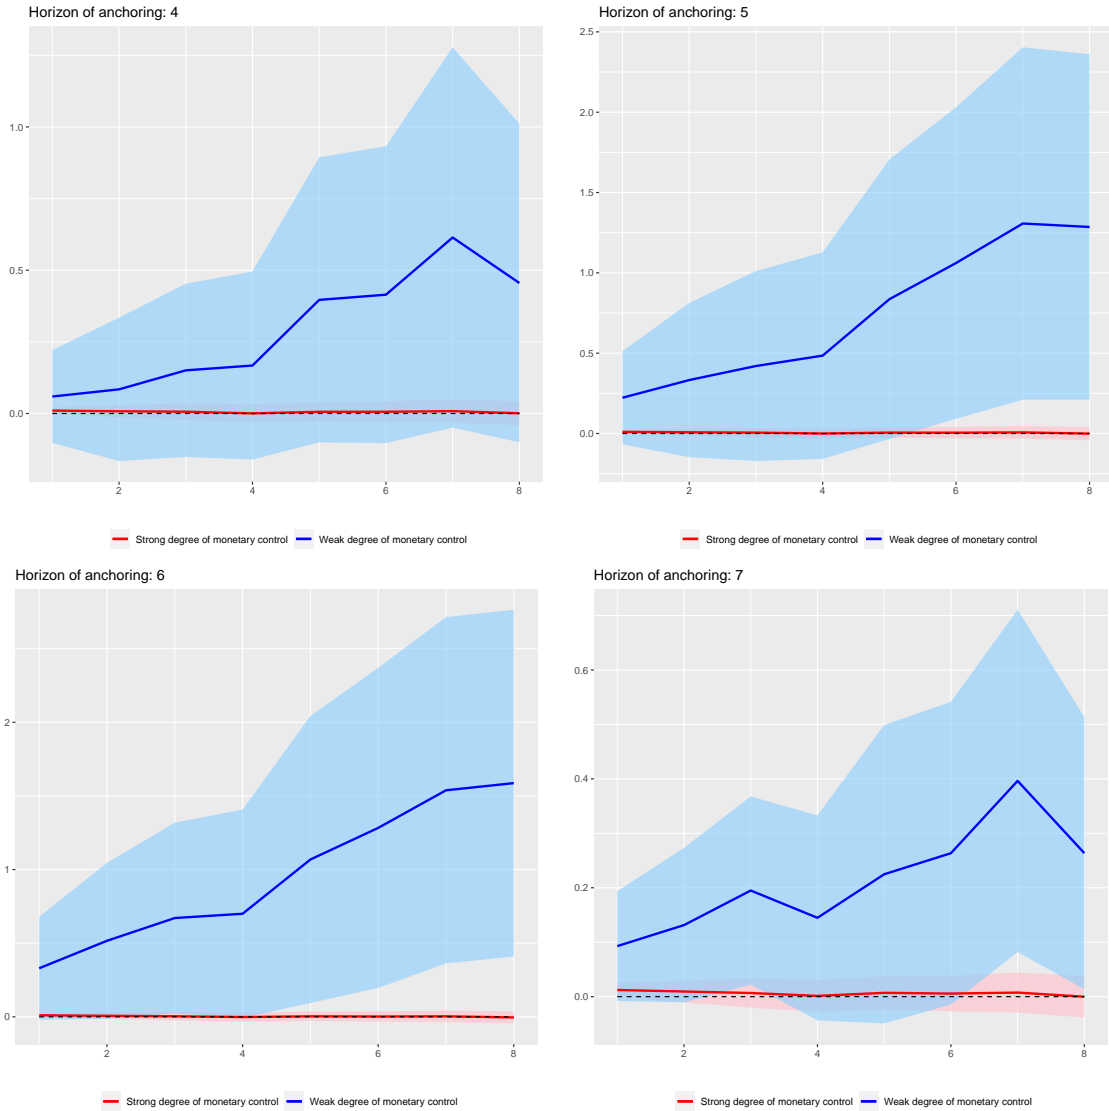 Horizon of anchoring: 4
1.0
0.5
0.0
2 4 6 8
Strong degree of monetary control Weak degree of monetary control
Horizon of anchoring: 5
2.5
2.0
1.5
1.0
0.5
0.0
2 4 6 8
Strong degree of monetary control Weak degree of monetary control
Horizon of anchoring: 6
2
1
0
2 4 6 8
Strong degree of monetary control Weak degree of monetary control
Horizon of anchoring: 7
0.6
0.4
0.2
0.0
2 4 6 8
Strong degree of monetary control Weak degree of monetary control